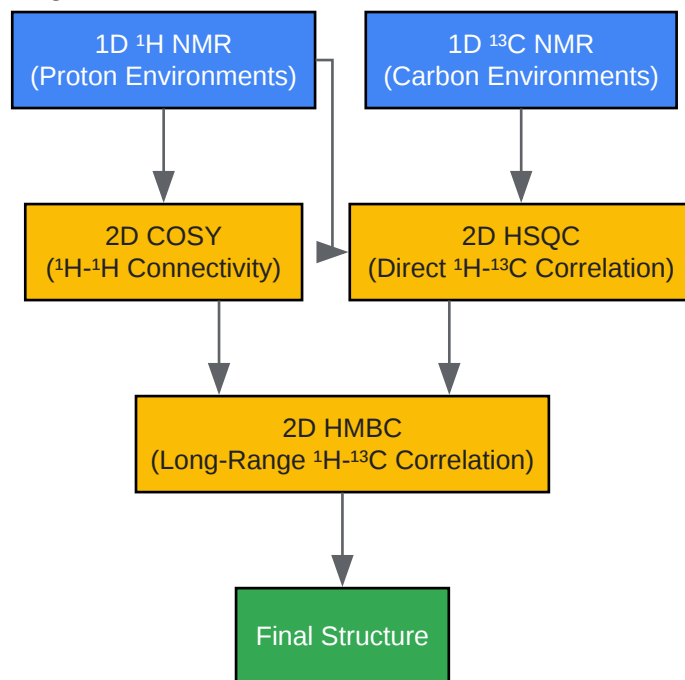 1D ¹H NMR
(Proton Environments)
1D ¹³C NMR
(Carbon Environments)
2D COSY
(¹H-¹H Connectivity)
2D HSQC
(Direct ¹H-¹³C Correlation)
2D HMBC
(Long-Range ¹H-¹³C Correlation)
Final Structure